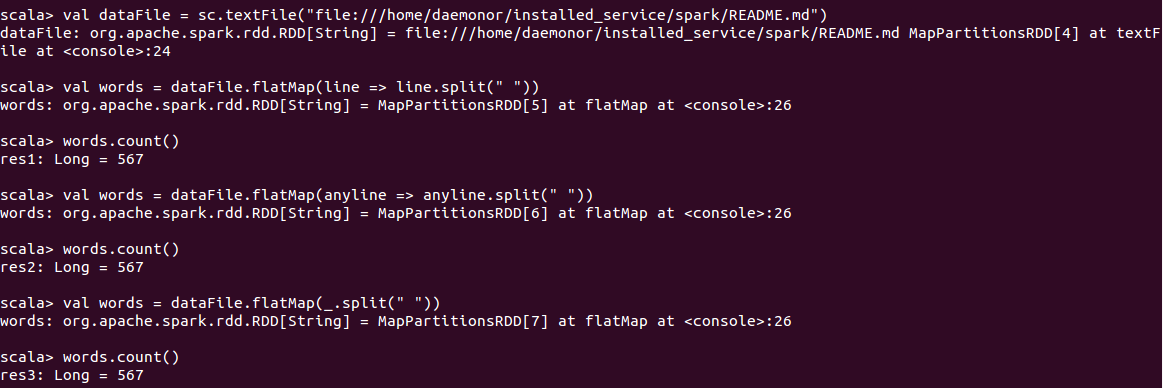 scala> val dataFile = sc.textFile("file:///home/daemonor/installed_service/spark/README.md")
dataFile: org.apache.spark.rdd.RDD[String] = file:///home/daemonor/installed_service/spark/README.md MapPartitionsRDD[4] at textF
ile at <console>:24
scala> val words = dataFile.flatMap(line => line.split(" "))
words: org.apache.spark.rdd.RDD[String] = MapPartitionsRDD[5] at flatMap at <console>:26
scala> words.count()
res1: Long = 567
scala> val words = dataFile.flatMap(anyline => anyline.split(" "))
words: org.apache.spark.rdd.RDD[String] = MapPartitionsRDD[6] at flatMap at <console>:26
scala> words.count()
res2: Long = 567
scala> val words = dataFile.flatMap(_.split(" "))
words: org.apache.spark.rdd.RDD[String] = MapPartitionsRDD[7] at flatMap at <console>:26
scala> words.count()
res3: Long = 567